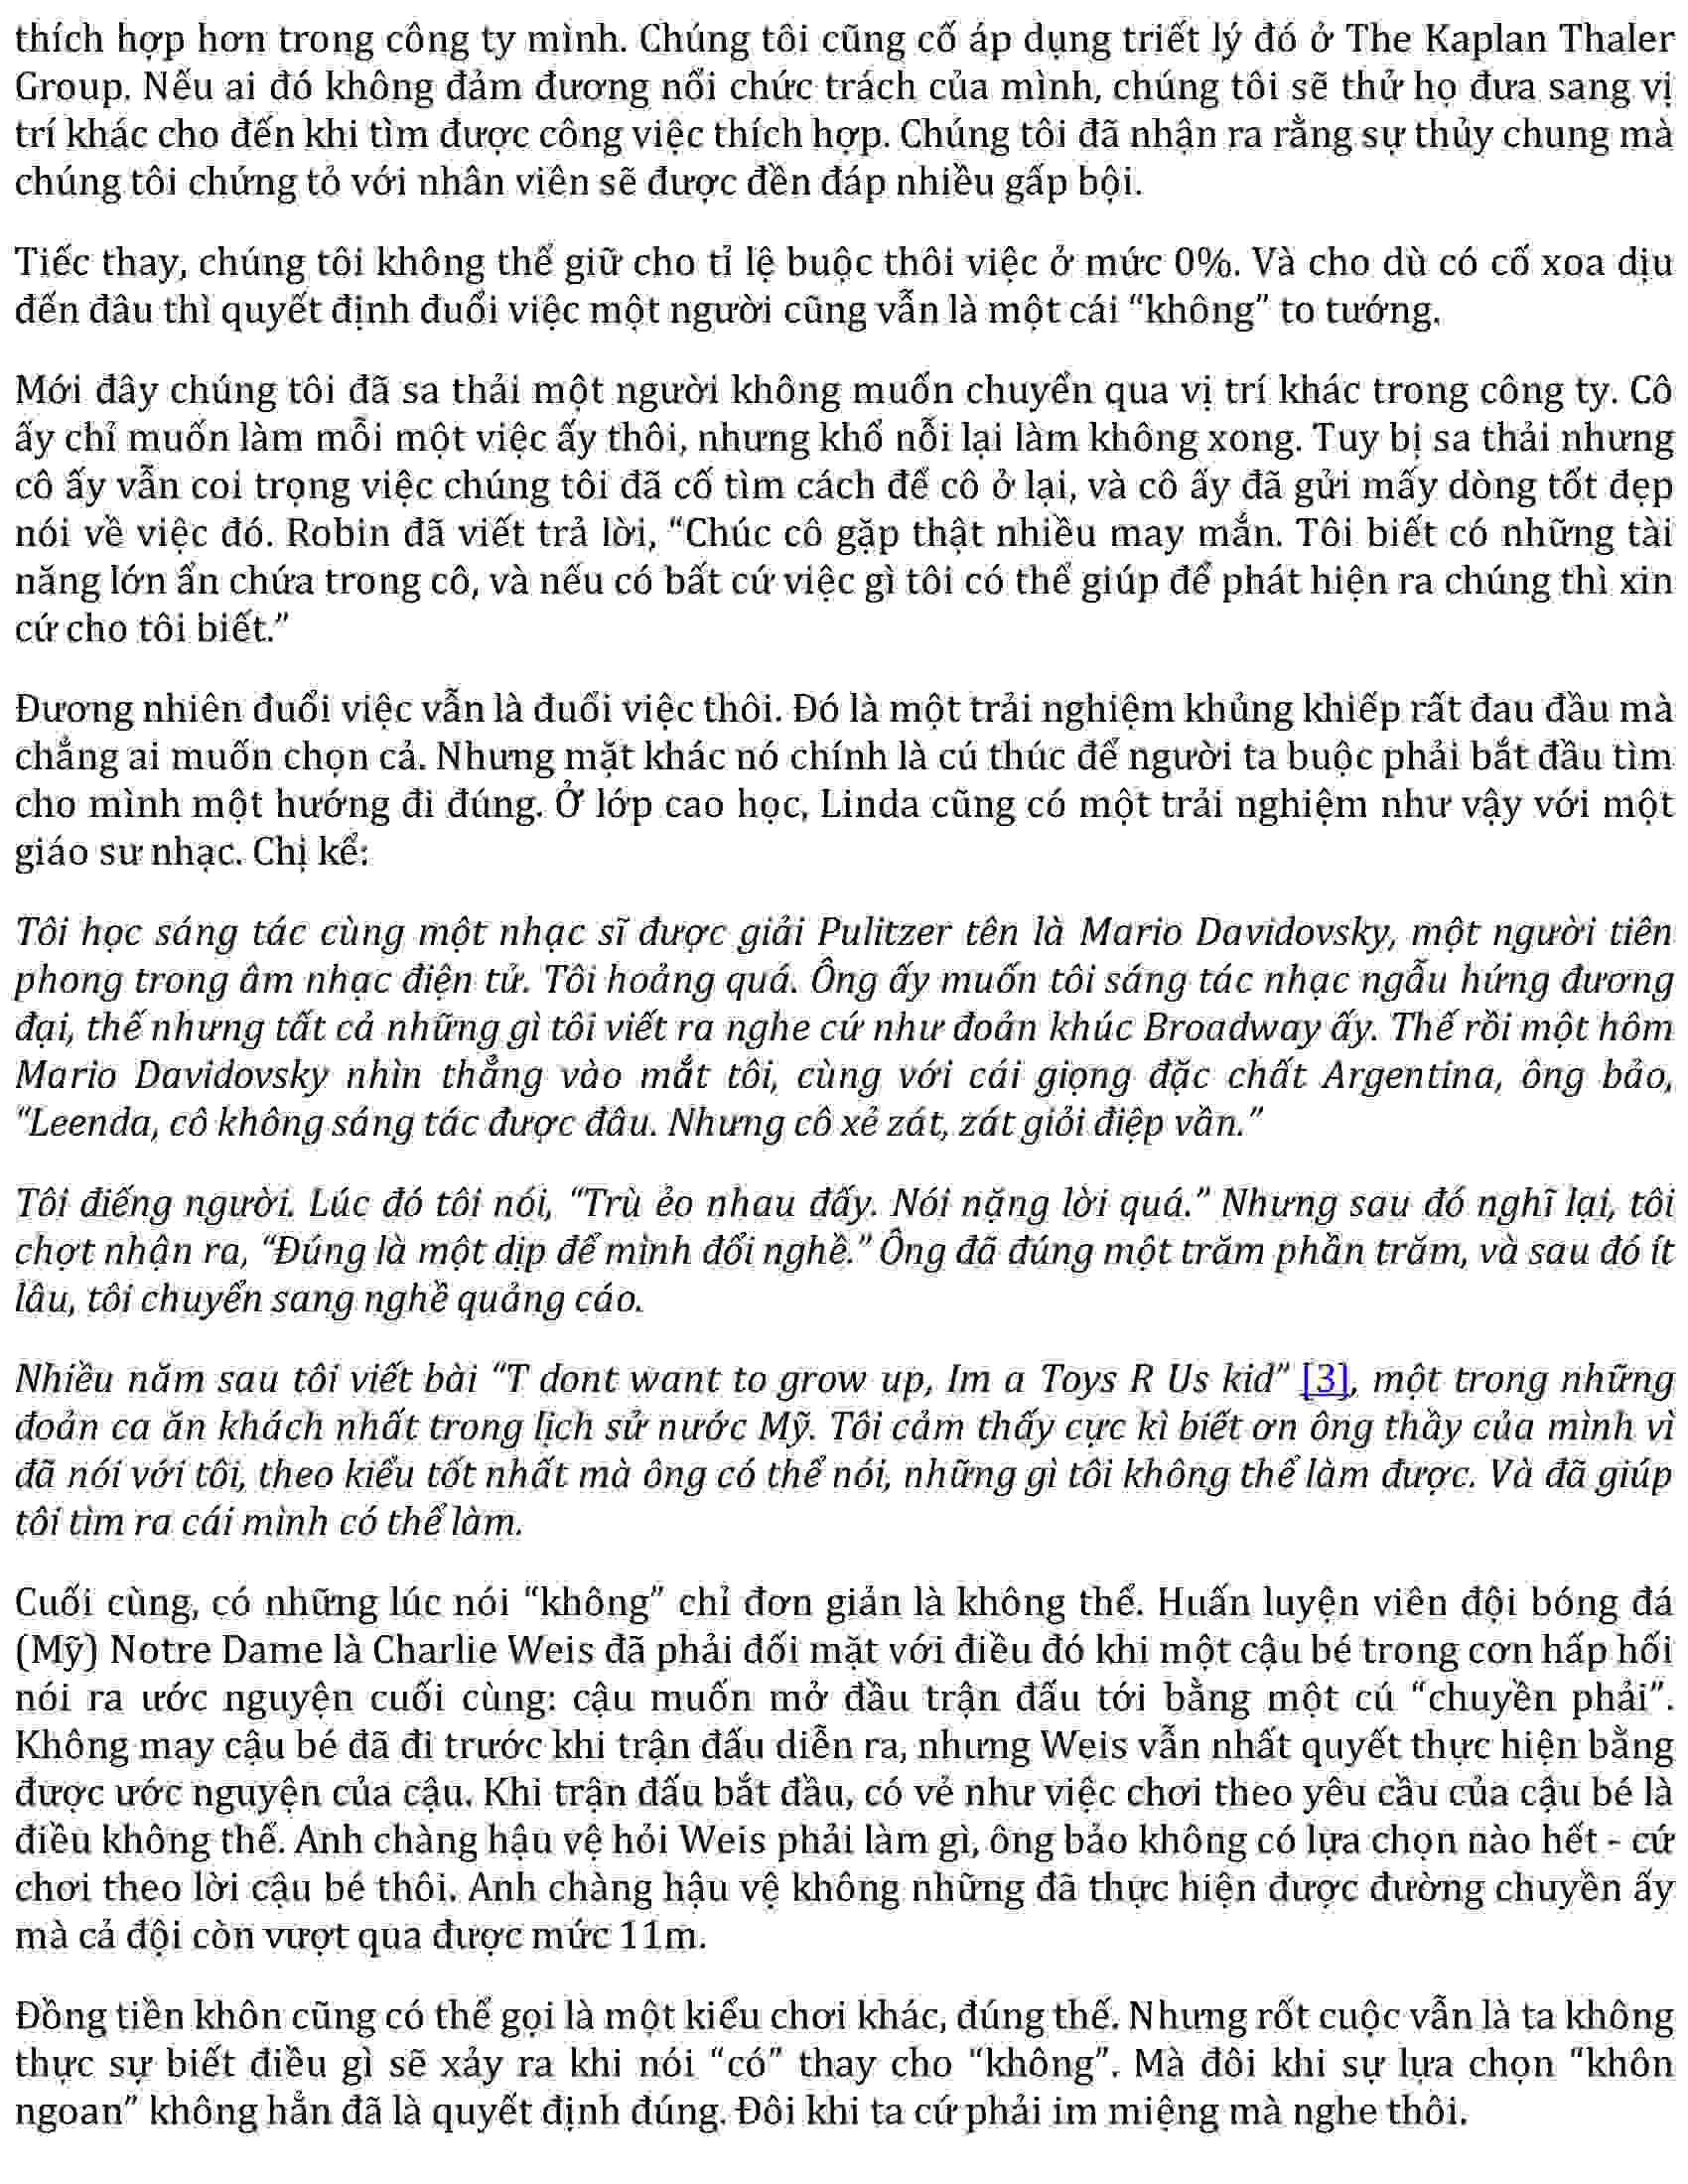 thích hợp hơn trong công ty mình. Chúng tôi cũng cố áp dụng triết lý đó ở The Kaplan Thaler
Group. Nếu ai đó không đảm đương nổi chức trách của mình, chúng tôi sẽ thử họ đưa sang vị
trí khác cho đến khi tìm được công việc thích hợp. Chúng tôi đã nhận ra rằng sự thủy chung mà
chúng tôi chứng tỏ với nhân viên sẽ được đền đáp nhiều gấp bội.
Tiếc thay, chúng tôi không thể giữ cho tỉ lệ buộc thôi việc ở mức 0%. Và cho dù có cố xoa dịu
đến đâu thì quyết định đuổi việc một người cũng vẫn là một cái “không” to tướng.
Mới đây chúng tôi đã sa thải một người không muốn chuyển qua vị trí khác trong công ty. Cô
ấy chỉ muốn làm mỗi một việc ấy thôi, nhưng khổ nỗi lại làm không xong. Tuy bị sa thải nhưng
cô ấy vẫn coi trọng việc chúng tôi đã cố tìm cách để cô ở lại, và cô ấy đã gửi mấy dòng tốt đẹp
nói về việc đó. Robin đã viết trả lời, “Chúc cô gặp thật nhiều may mắn. Tôi biết có những tài
năng lớn ẩn chứa trong cô, và nếu có bất cứ việc gì tôi có thể giúp để phát hiện ra chúng thì xin
cứ cho tôi biết.”
Đương nhiên đuổi việc vẫn là đuổi việc thôi. Đó là một trải nghiệm khủng khiếp rất đau đầu mà
chẳng ai muốn chọn cả. Nhưng mặt khác nó chính là cú thúc để người ta buộc phải bắt đầu tìm
cho mình một hướng đi đúng. Ở lớp cao học, Linda cũng có một trải nghiệm như vậy với một
giáo sư nhạc. Chị kể:
Tôi học sáng tác cùng một nhạc sĩ được giải Pulitzer tên là Mario Davidovsky, một người tiên
phong trong âm nhạc điện tử. Tôi hoảng quá. Ông ấy muốn tôi sáng tác nhạc ngẫu hứng đương
đại, thế nhưng tất cả những gì tôi viết ra nghe cứ như đoản khúc Broadway ấy. Thế rồi một hôm
Mario Davidovsky nhìn thẳng vào mắt tôi, cùng với cái giọng đặc chất Argentina, ông bảo,
“Leenda, cô không sáng tác được đâu. Nhưng cô xẻ zát, zát giỏi điệp vần.”
Tôi điếng người. Lúc đó tôi nói, “Trù ẻo nhau đấy. Nói nặng lời quá.” Nhưng sau đó nghĩ lại, tôi
chợt nhận ra, “Đúng là một dịp để mình đổi nghề.” Ông đã đúng một trăm phần trăm, và sau đó ít
lâu, tôi chuyển sang nghề quảng cáo.
Nhiều năm sau tôi viết bài “T dont want to grow up, Im a Toys R Us kid” [3], một trong những
đoản ca ăn khách nhất trong lịch sử nước Mỹ. Tôi cảm thấy cực kì biết ơn ông thầy của mình vì
đã nói với tôi, theo kiểu tốt nhất mà ông có thể nói, những gì tôi không thể làm được. Và đã giúp
tôi tìm ra cái mình có thể làm.
Cuối cùng, có những lúc nói “không” chỉ đơn giản là không thể. Huấn luyện viên đội bóng đá
(Mỹ) Notre Dame là Charlie Weis đã phải đối mặt với điều đó khi một cậu bé trong cơn hấp hối
nói ra ước nguyện cuối cùng: cậu muốn mở đầu trận đấu tới bằng một cú “chuyền phải”.
Không may cậu bé đã đi trước khi trận đấu diễn ra, nhưng Weis vẫn nhất quyết thực hiện bằng
được ước nguyện của cậu. Khi trận đấu bắt đầu, có vẻ như việc chơi theo yêu cầu của cậu bé là
điều không thể. Anh chàng hậu vệ hỏi Weis phải làm gì, ông bảo không có lựa chọn nào hết - cứ
chơi theo lời cậu bé thôi. Anh chàng hậu vệ không những đã thực hiện được đường chuyền ấy
mà cả đội còn vượt qua được mức 11m.
Đồng tiền khôn cũng có thể gọi là một kiểu chơi khác, đúng thế. Nhưng rốt cuộc vẫn là ta không
thực sự biết điều gì sẽ xảy ra khi nói “có” thay cho “không”. Mà đôi khi sự lựa chọn “khôn
ngoan” không hẳn đã là quyết định đúng. Đôi khi ta cứ phải im miệng mà nghe thôi.